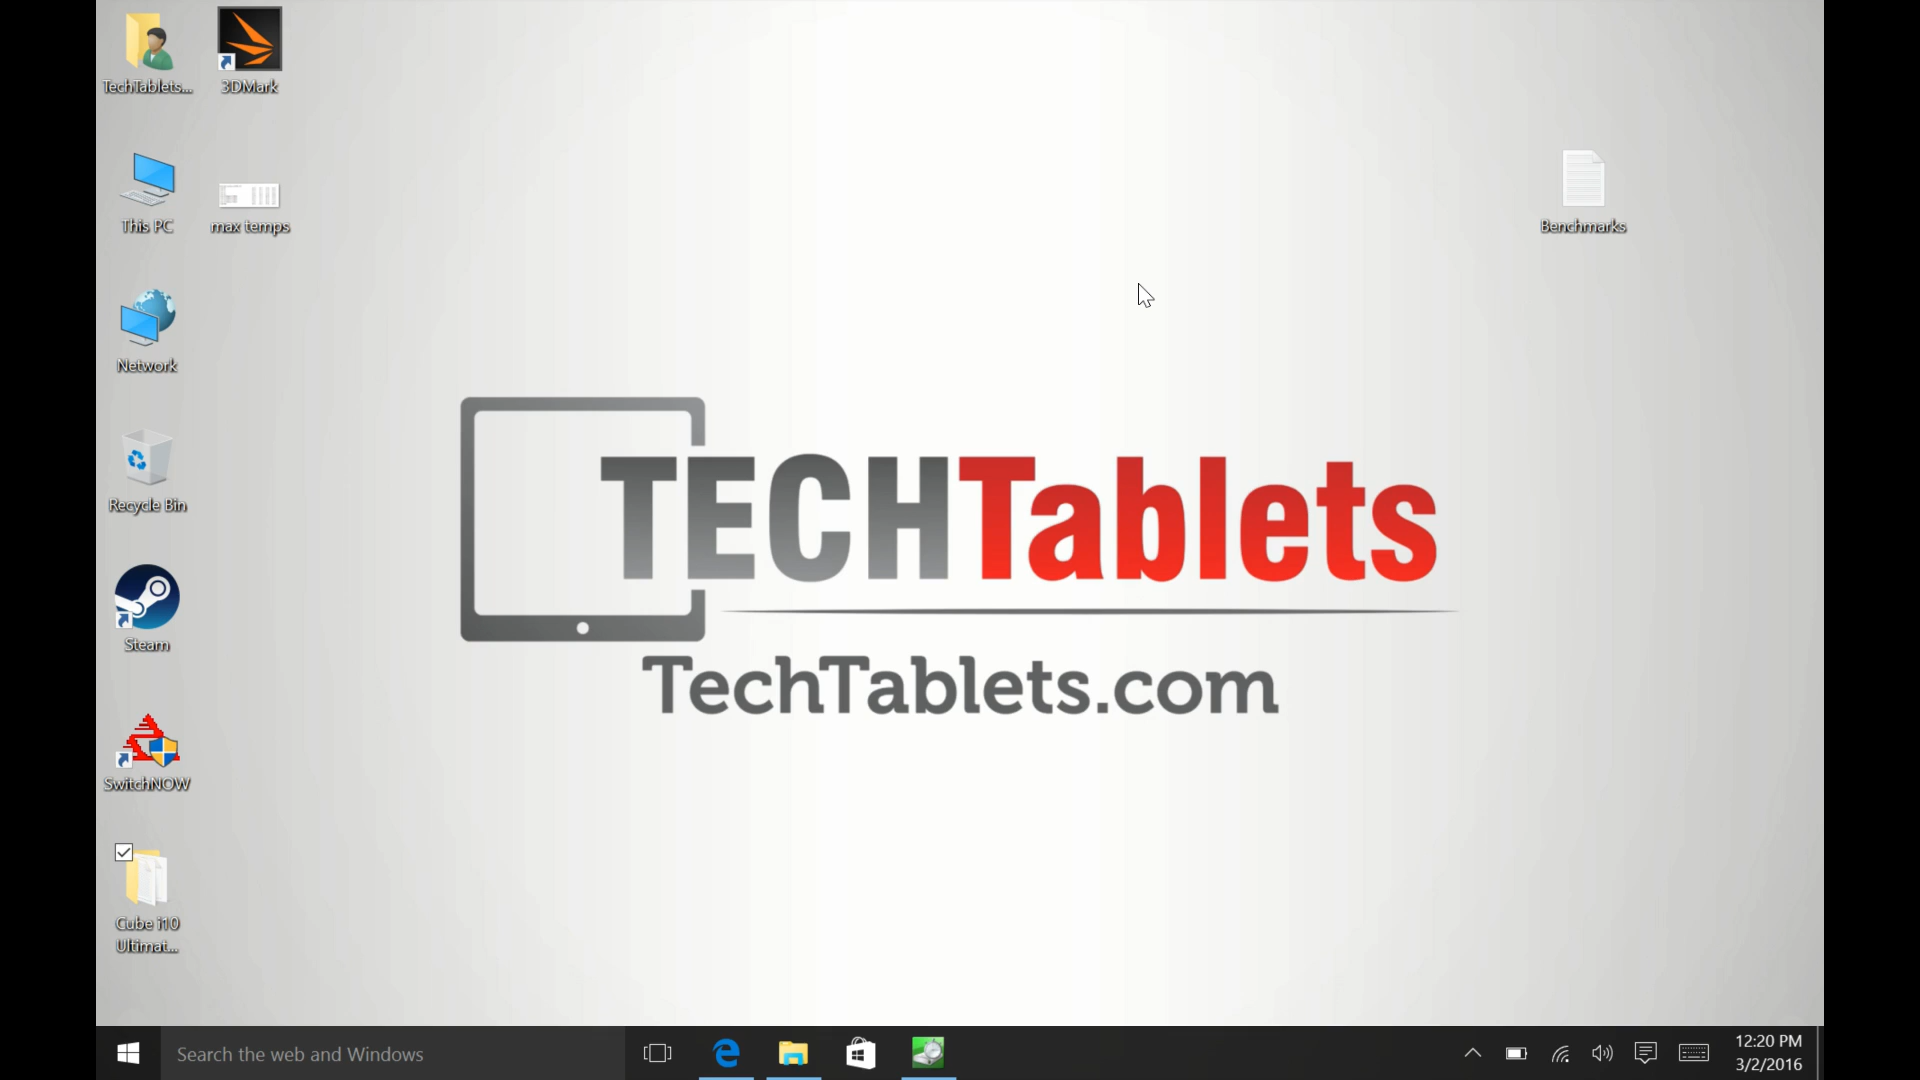 TechTablets...
3DMark
This PC
max temps
Benchmarks
Network
Recycle Bin
Steam
SwitchNOW
Cube i10
Ultimat...
TECHTablets
TechTablets.com
Search the web and Windows
12:20 PM
3/2/2016